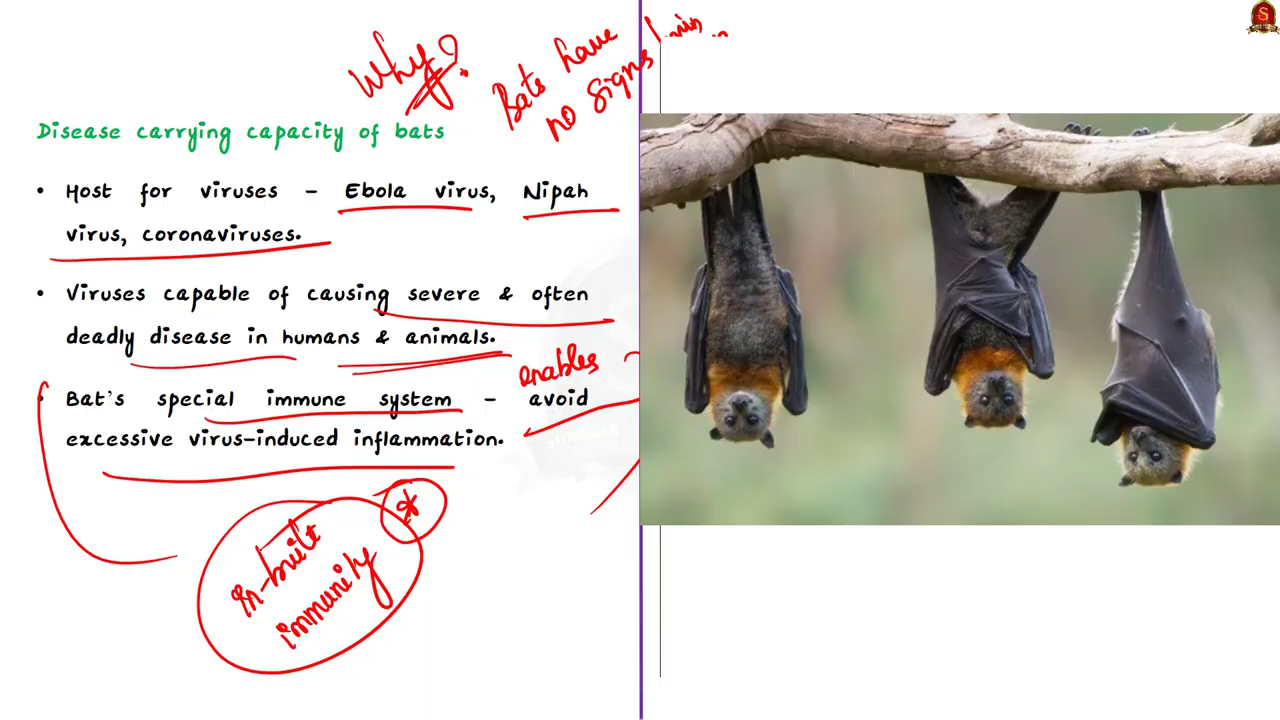 Why?
Bats have
no signs
Disease carrying capacity of bats
• Host for viruses – Ebola virus, Nipah
virus, coronaviruses.
• Viruses capable of causing severe & often
deadly disease in humans & animals.
enables
• Bat's special immune system – avoid
excessive virus-induced inflammation.
In-built
immunity
*
S